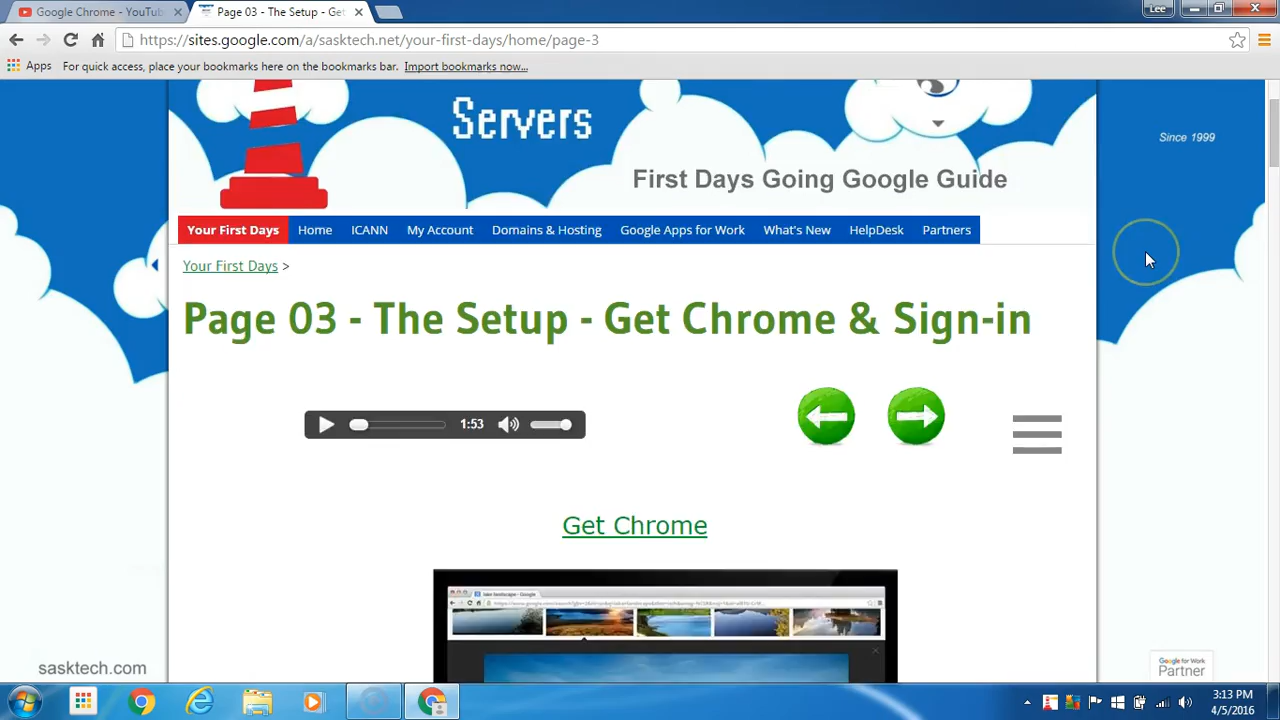 Google Chrome - YouTub
Page 03 - The Setup - Get
Lee
https://sites.google.com/a/sasktech.net/your-first-days/home/page-3
Apps
For quick access, place your bookmarks here on the bookmarks bar. Import bookmarks now...
Servers
Since 1999
First Days Going Google Guide
Your First Days Home ICANN My Account Domains & Hosting Google Apps for Work What's New HelpDesk Partners
Your First Days >
Page 03 - The Setup - Get Chrome & Sign-in
1:53
Get Chrome
lake landscape - Google
sasktech.com
Google for Work
Partner
3:13 PM
4/5/2016